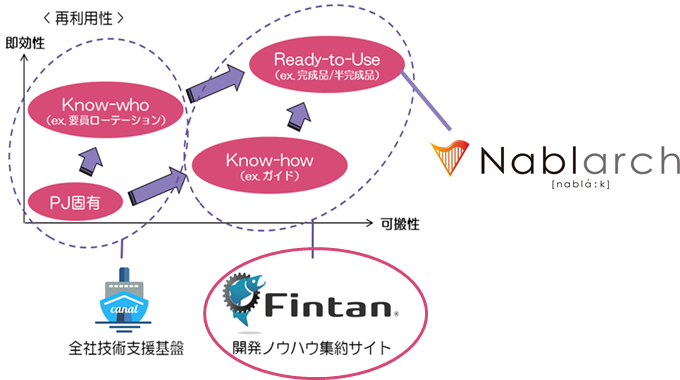 ＜再利用性＞
即効性
Ready-to-Use
(ex. 完成品/半完成品)
Know-who
(ex. 要員ローテーション)
Know-how
(ex. ガイド)
PJ固有
可搬性
Nablarch
[nablá:k]
canal
全社技術支援基盤
Fintan®
開発ノウハウ集約サイト